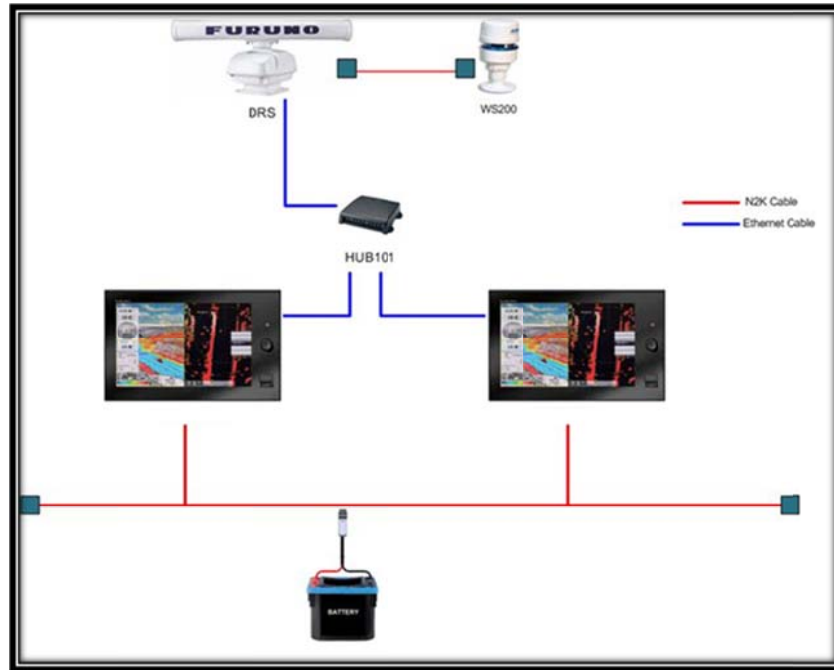 FURUNO
DRS
WS200
HUB101
N2K Cable
Ethernet Cable
BATTERY